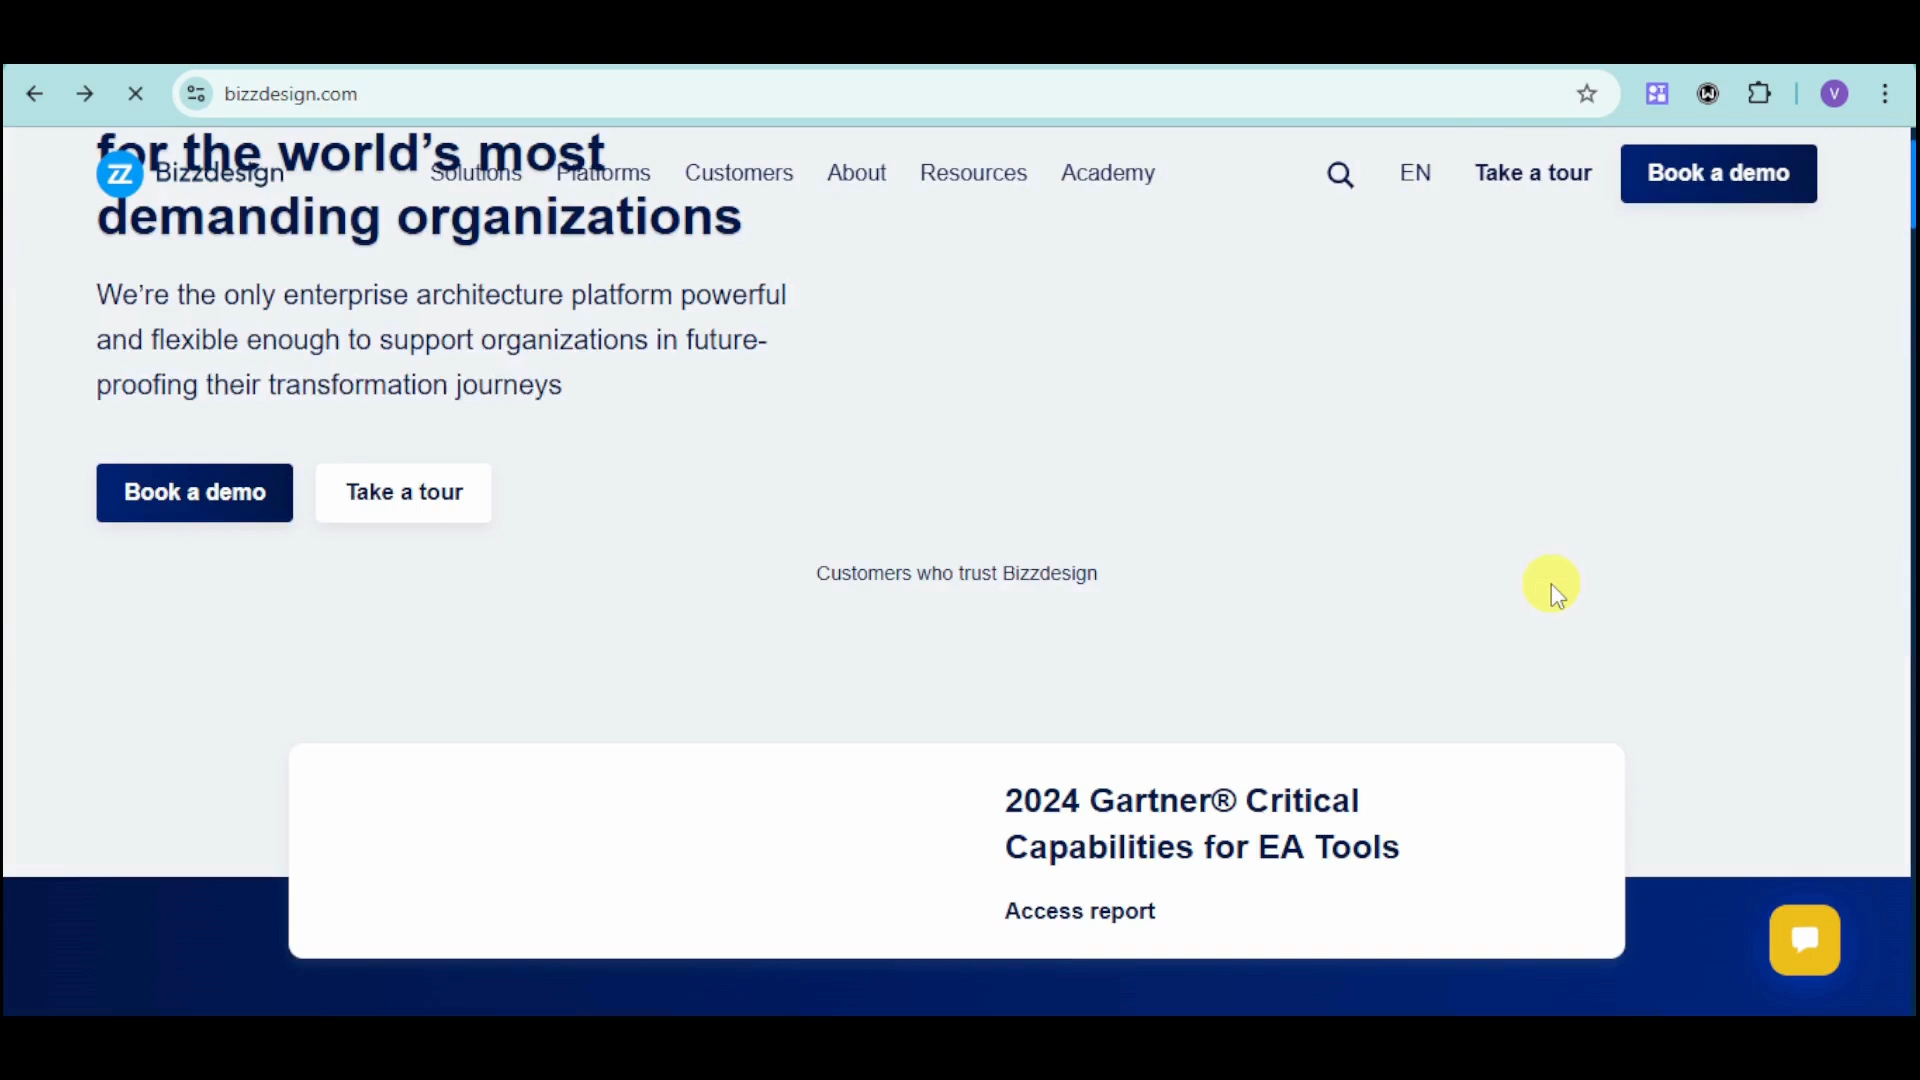 bizzdesign.com
V
for the world’s most
Bizzdesign
Solutions
Platforms
Customers
About
Resources
Academy
EN
Take a tour
Book a demo
demanding organizations
We’re the only enterprise architecture platform powerful
and flexible enough to support organizations in future-
proofing their transformation journeys
Book a demo
Take a tour
Customers who trust Bizzdesign
2024 Gartner® Critical
Capabilities for EA Tools
Access report